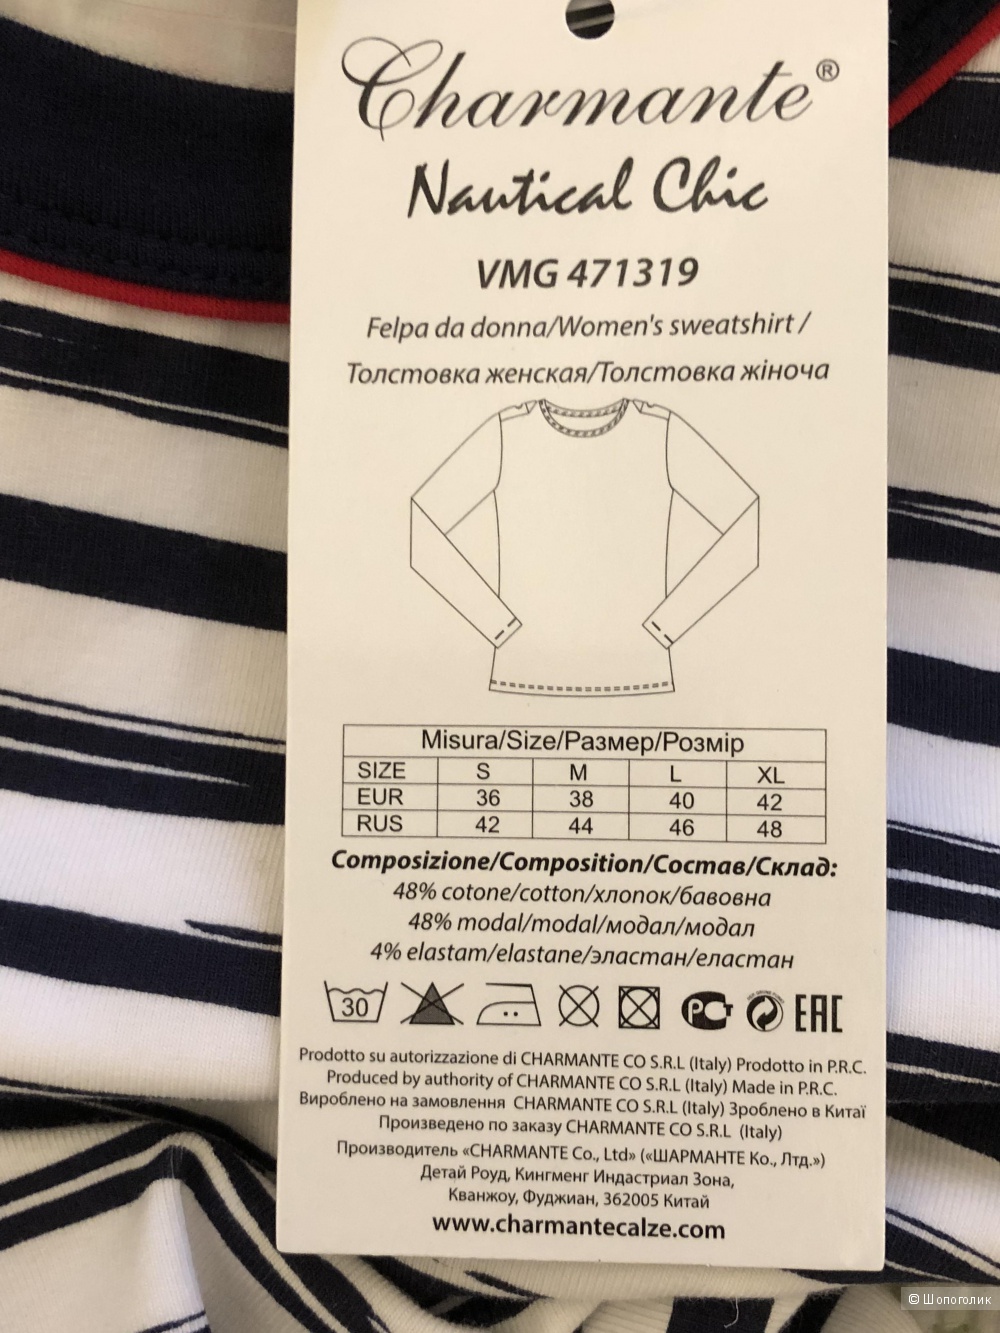 Charmante®
Nautical Chic
VMG 471319
Felpa da donna/Women's sweatshirt /
Толстовка женская/Толстовка жіноча
Misura/Size/Размер/Розмір
SIZE S M L XL
EUR 36 38 40 42
RUS 42 44 46 48
Composizione/Composition/Состав/Склад:
48% cotone/cotton/хлопок/бавовна
48% modal/modal/модал/модал
4% elastam/elastane/эластан/еластан
30 РСТ EAC
Prodotto su autorizzazione di CHARMANTE CO S.R.L (Italy) Prodotto in P.R.C.
Produced by authority of CHARMANTE CO S.R.L (Italy) Made in P.R.C.
Вироблено на замовлення CHARMANTE CO S.R.L (Italy) Зроблено в Китаї
Произведено по заказу CHARMANTE CO S.R.L (Italy)
Производитель «CHARMANTE Co., Ltd» («ШАРМАНТЕ Ко., Лтд.»)
Детай Роуд, Кингменг Индастриал Зона,
Кванжоу, Фуджиан, 362005 Китай
www.charmantecalze.com
© Шопоголик